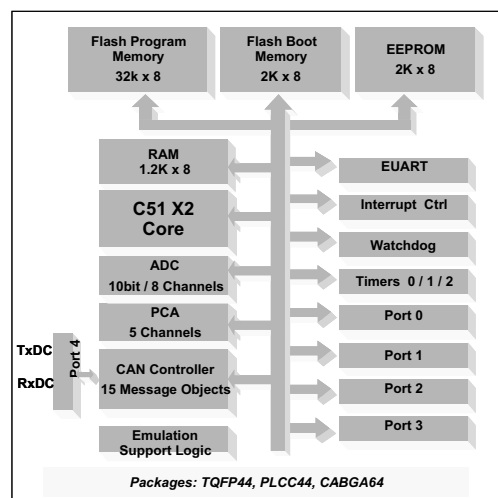 Flash Program
Memory
32k x 8
Flash Boot
Memory
2K x 8
EEPROM
2K x 8
RAM
1.2K x 8
C51 X2
Core
ADC
10bit / 8 Channels
PCA
5 Channels
CAN Controller
15 Message Objects
Emulation
Support Logic
TxDC
RxDC
Port 4
EUART
Interrupt Ctrl
Watchdog
Timers 0 / 1 / 2
Port 0
Port 1
Port 2
Port 3
Packages: TQFP44, PLCC44, CABGA64